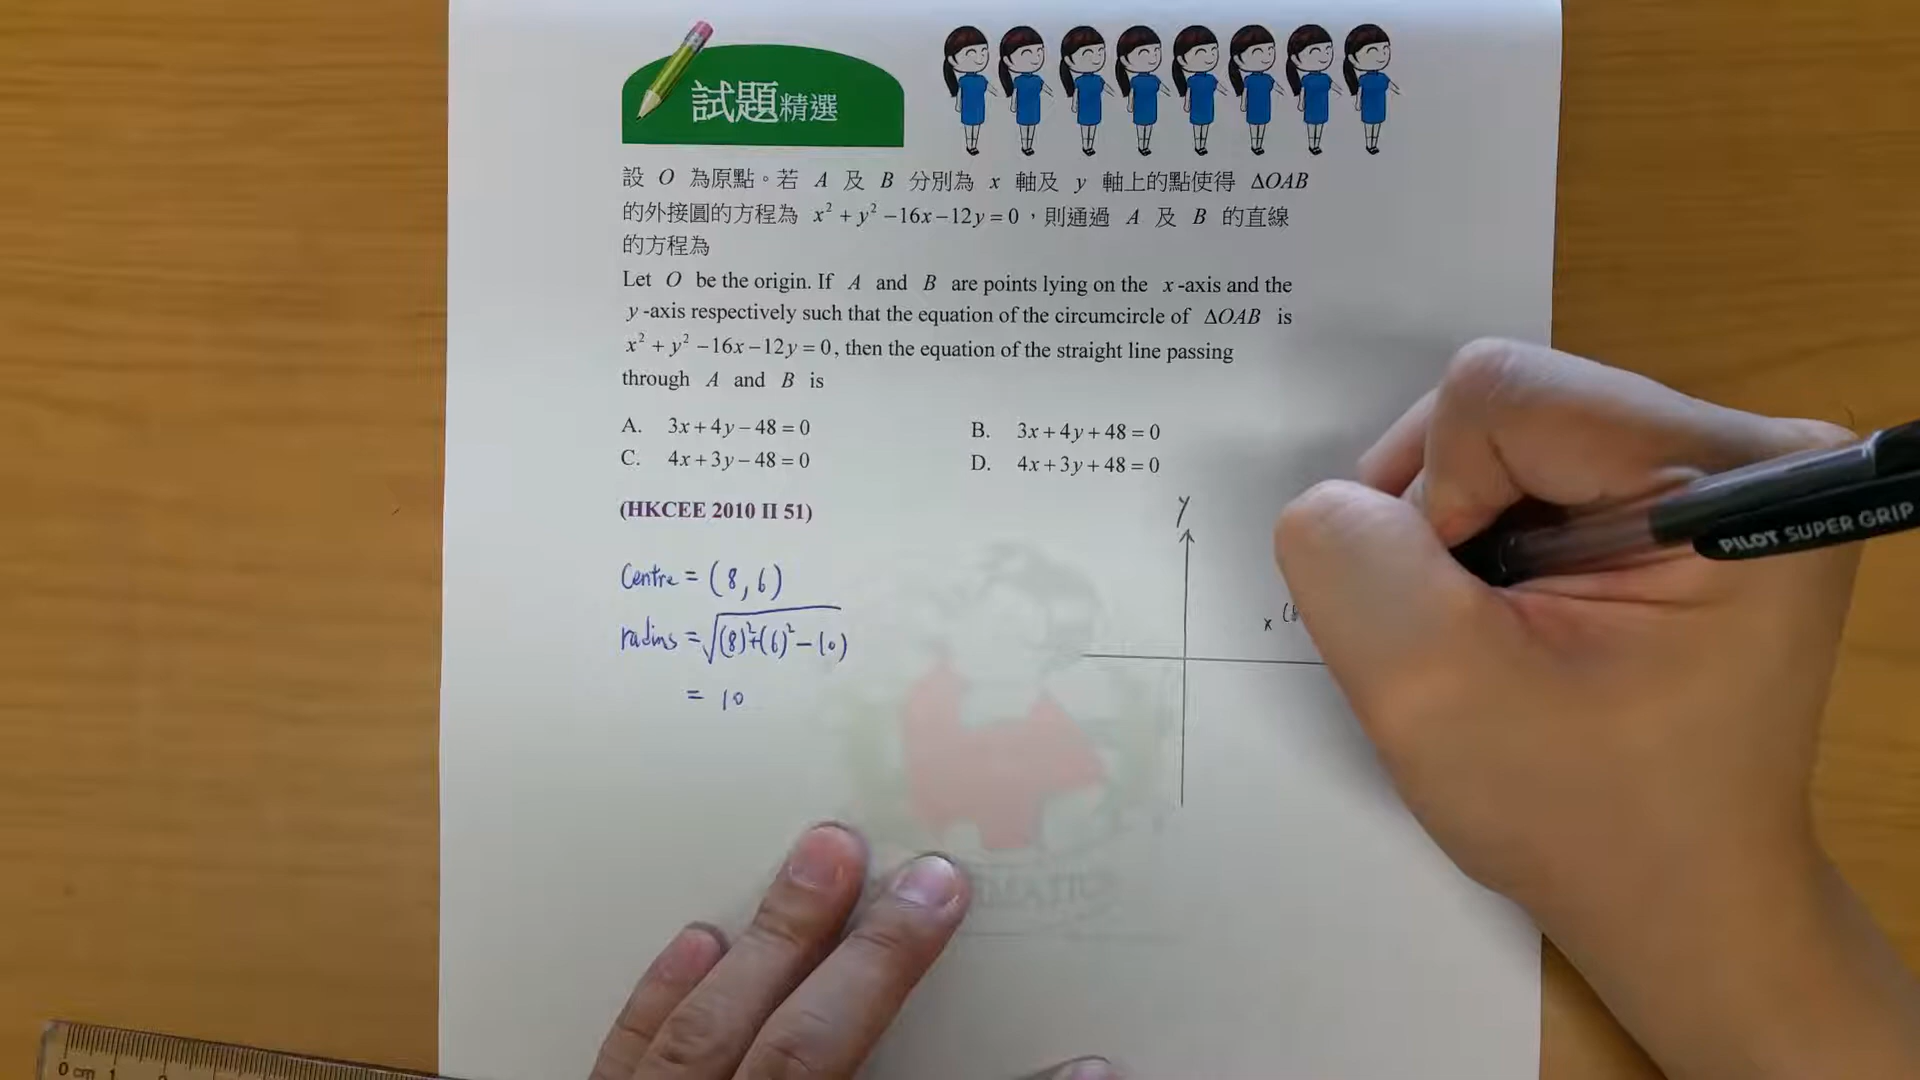 試題精選
設 O 為原點。若 A 及 B 分別為 x 軸及 y 軸上的點使得 ΔOAB
的外接圓的方程為 x² + y² −16x−12y = 0，則通過 A 及 B 的直線
的方程為
Let O be the origin. If A and B are points lying on the x-axis and the
y-axis respectively such that the equation of the circumcircle of ΔOAB is
x² + y² −16x−12y = 0, then the equation of the straight line passing
through A and B is
A. 3x+4y−48 = 0 B. 3x+4y+48 = 0
C. 4x+3y−48 = 0 D. 4x+3y+48 = 0
(HKCEE 2010 II 51)
y
Centre = (8, 6)
x (8
radius = √(8)²+(6)² − (0)
= 10
PILOT SUPER GRIP
0 cm 1